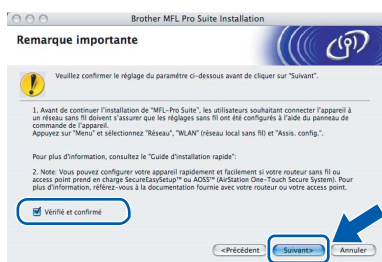 Brother MFL Pro Suite Installation
Remarque importante
Veuillez confirmer le réglage du paramétre ci-dessous avant de cliquer sur "Suivant".
1. Avant de continuer l'installation de "MFL-Pro Suite", les utilisateurs souhaitant connecter l'appareil à
un réseau sans fil doivent s'assurer que les réglages sans fil ont été configurés à l'aide du panneau de
commande de l'appareil.
Appuyez sur "Menu" et sélectionnez "Réseau", "WLAN" (réseau local sans fil) et "Assis. config.".
Pour plus d'information, consultez le "Guide d'installation rapide":
2. Note: Vous pouvez configurer votre appareil rapidement et facilement si votre routeur sans fil ou
access point prend en charge SecureEasySetup™ ou AOSS™ (AirStation One-Touch Secure System). Pour
plus d'information, référez-vous à la documentation fournie avec votre routeur ou votre access point.
Vérifié et confirmé
<Précédent
Suivant>
Annuler